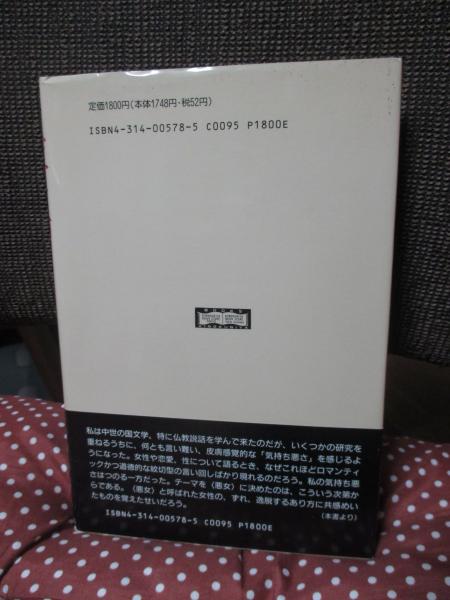 定価1800円(本体1748円・税52円)
ISBN4-314-00578-5 C0095 P1800E
私は中世の国文学、特に仏教説話を学んで来たのだが、いくつかの研究を
重ねるうちに、何とも言い難い、皮膚感覚的な「気持ち悪さ」を感じるよ
うになった。女性や恋愛、性について語るとき、なぜこれほどロマンティ
ックかつ道徳的な紋切型の言い回しばかり現れるのだろう。私の気持ち悪
さはつのる一方だった。テーマを〈悪女〉に決めたのは、こういう次第か
らである。〈悪女〉と呼ばれた女性の、ずれ、逸脱するあり方に共感めい
たものを覚えたせいだろう。
(本書より)
ISBN4-314-00578-5 C0095 P1800E